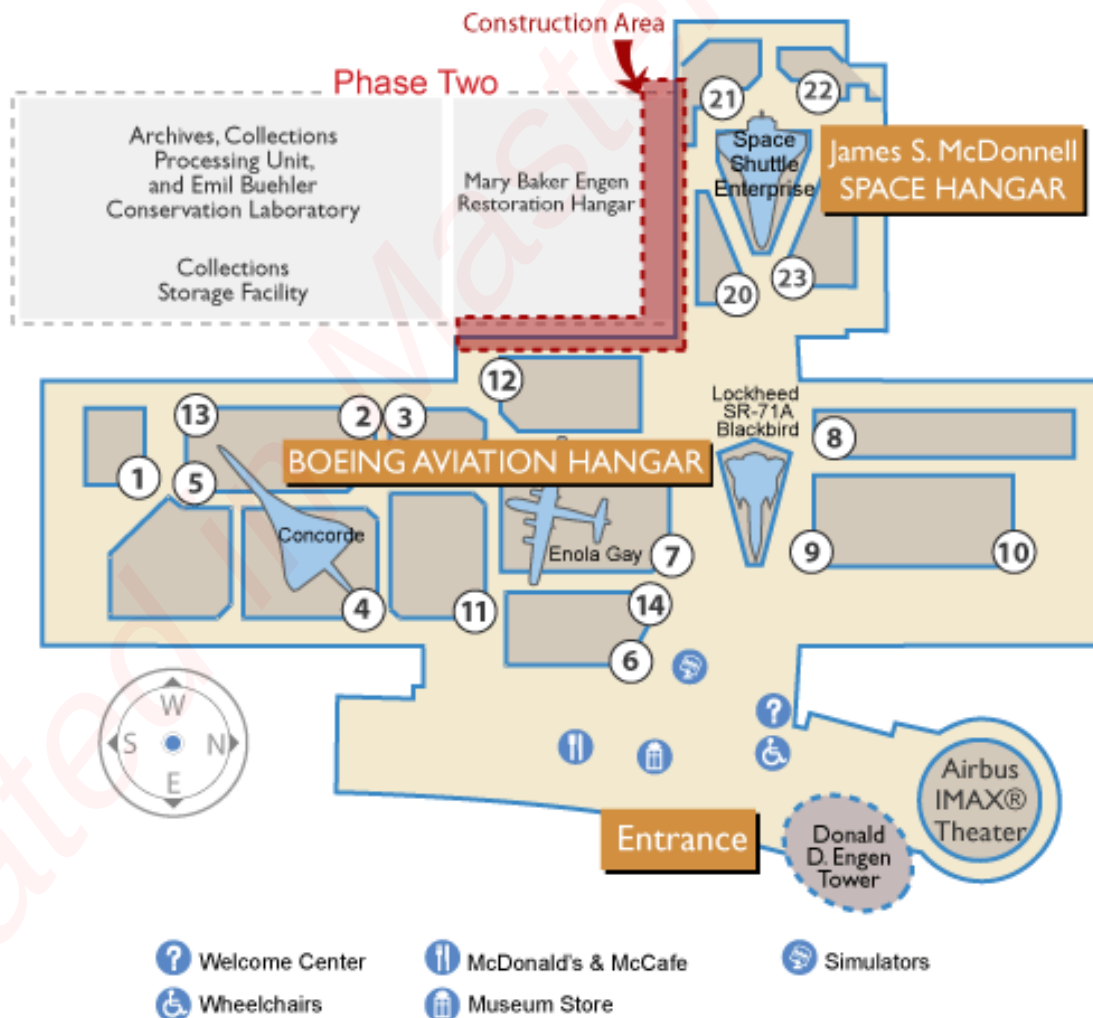 Construction Area
Phase Two
Archives, Collections
Processing Unit,
and Emil Buehler
Conservation Laboratory
Collections
Storage Facility
Mary Baker Engen
Restoration Hangar
21
22
Space
Shuttle
Enterprise
James S. McDonnell
SPACE HANGAR
20
23
12
Lockheed
SR-71A
Blackbird
13
2
3
8
BOEING AVIATION HANGAR
1
5
Concorde
Enola Gay
7
9
10
4
11
14
6
W
S
N
E
?
Airbus
IMAX®
Theater
Entrance
Donald
D. Engen
Tower
? Welcome Center
McDonald's & McCafe
Simulators
Wheelchairs
Museum Store